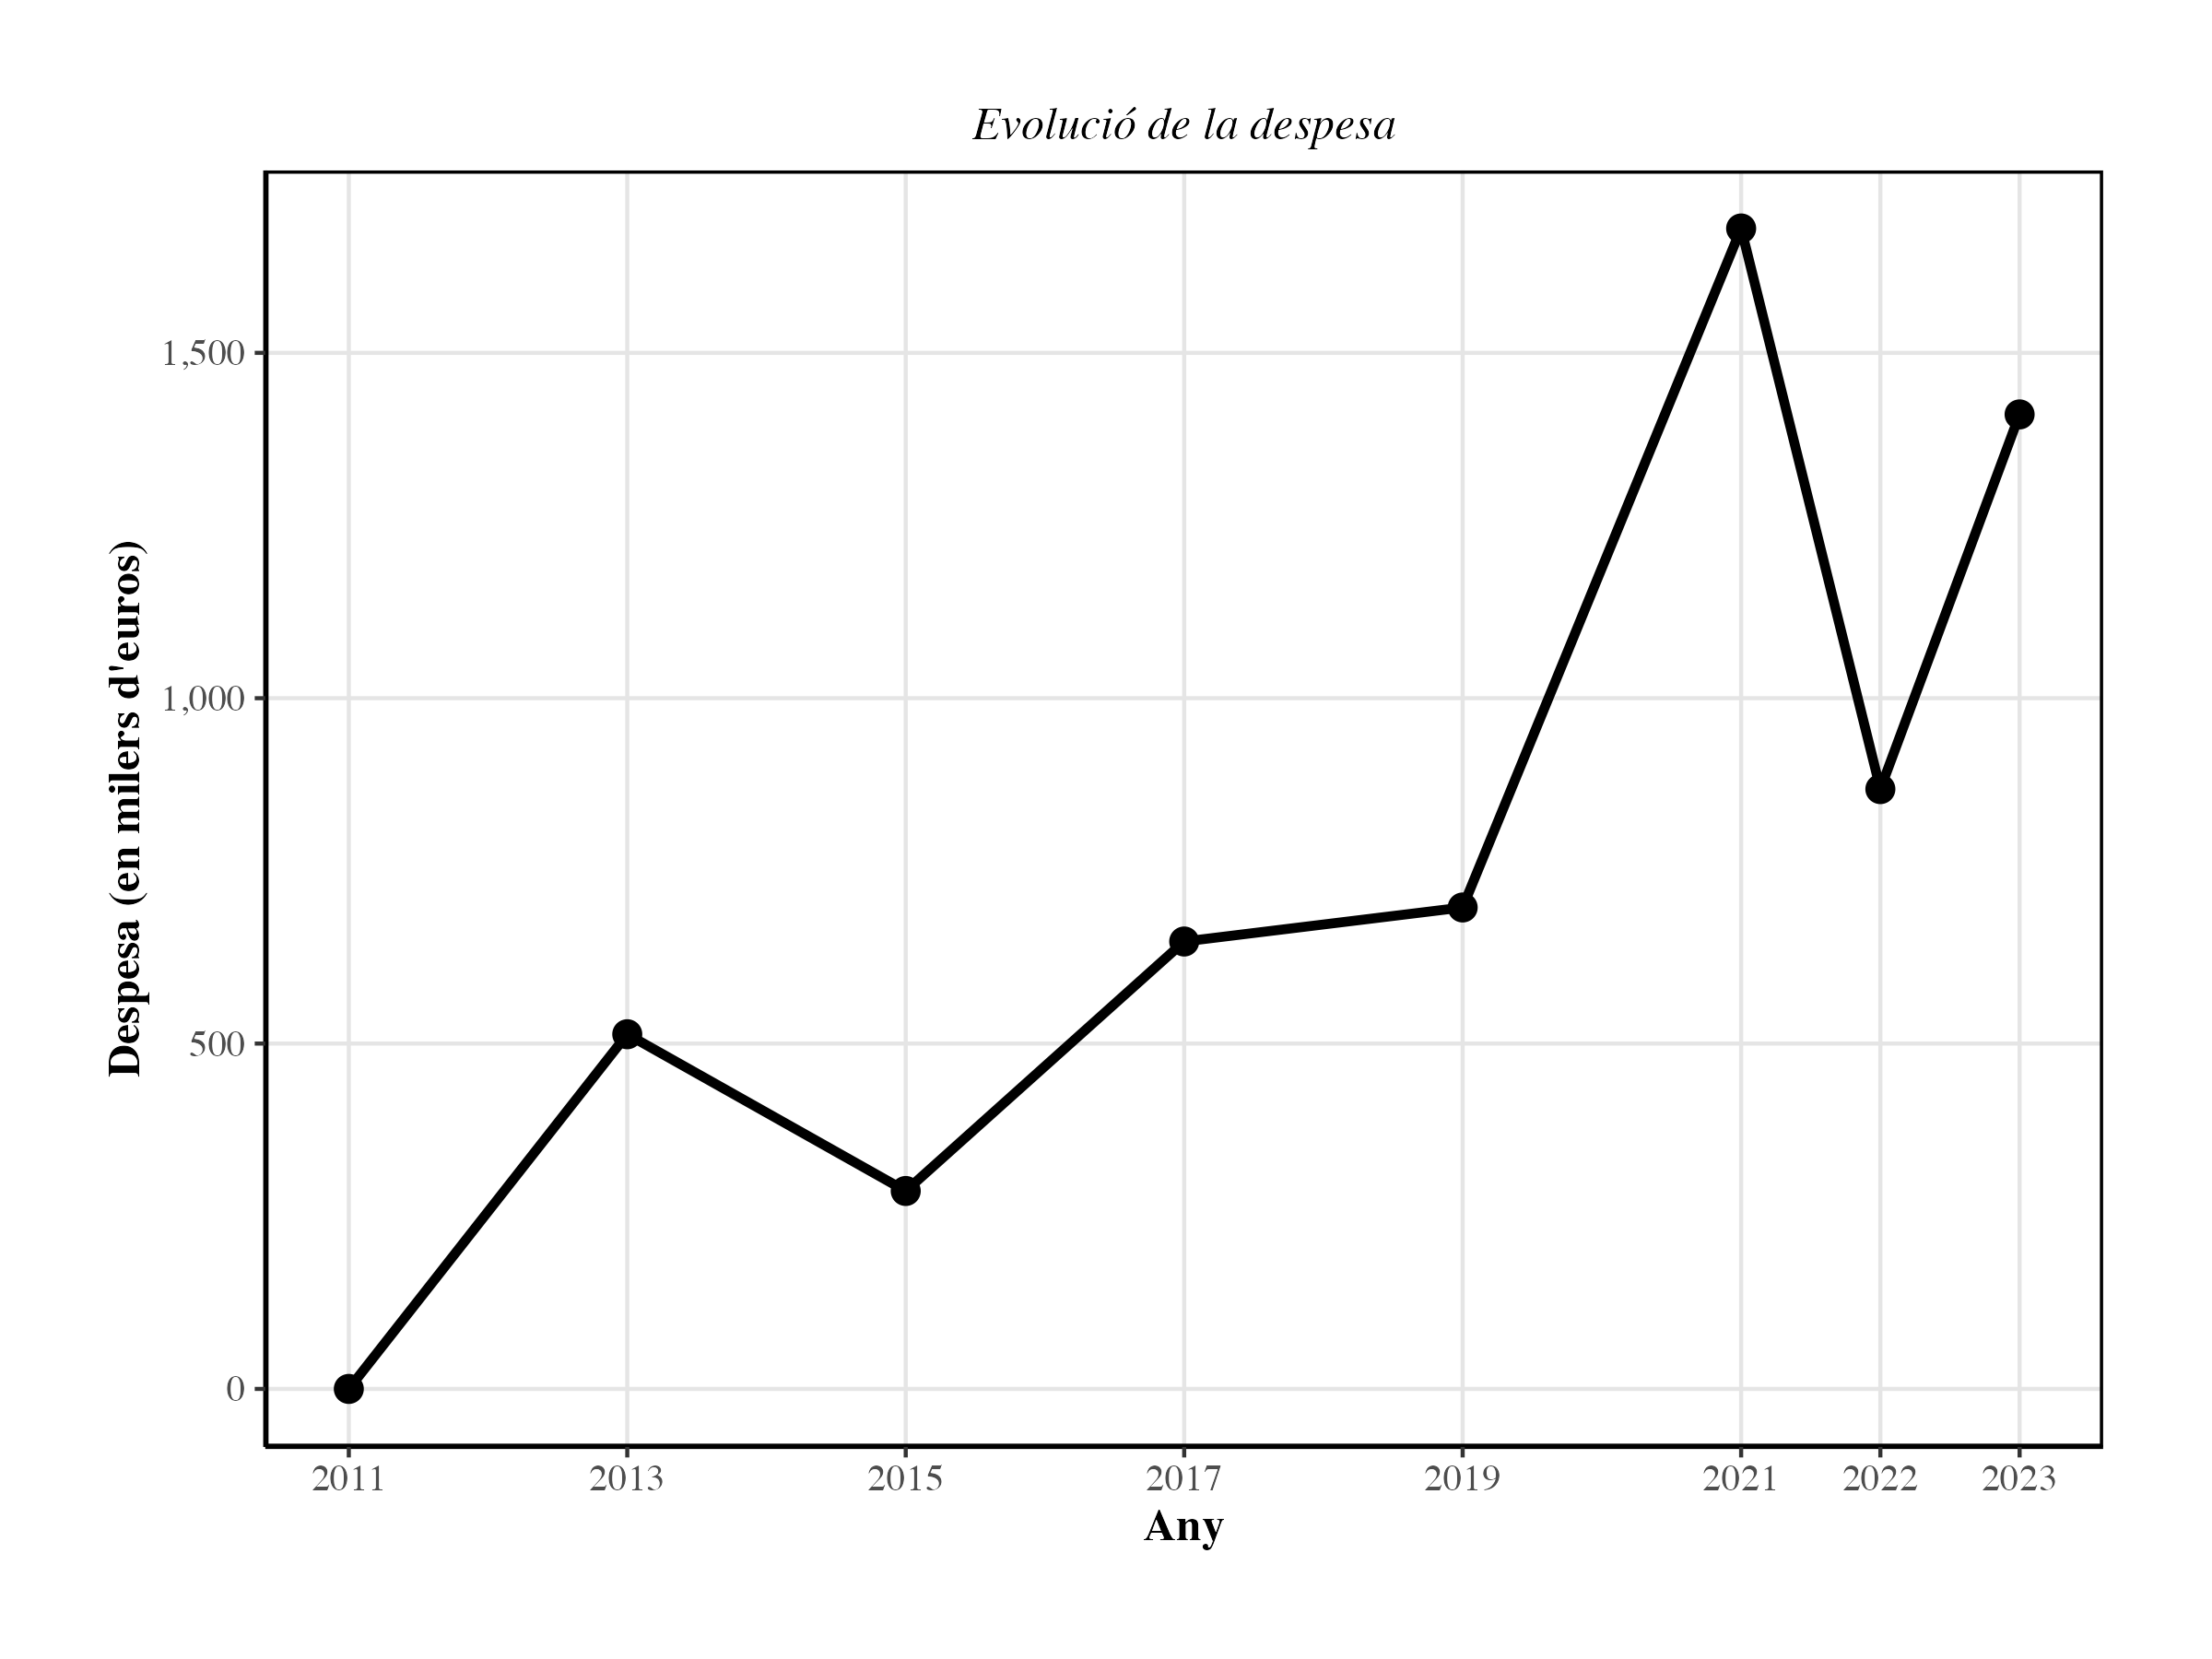 Evolució de la despesa
Despesa (en milers d'euros)
1,500
1,000
500
0
2011 2013 2015 2017 2019 2021 2022 2023
Any